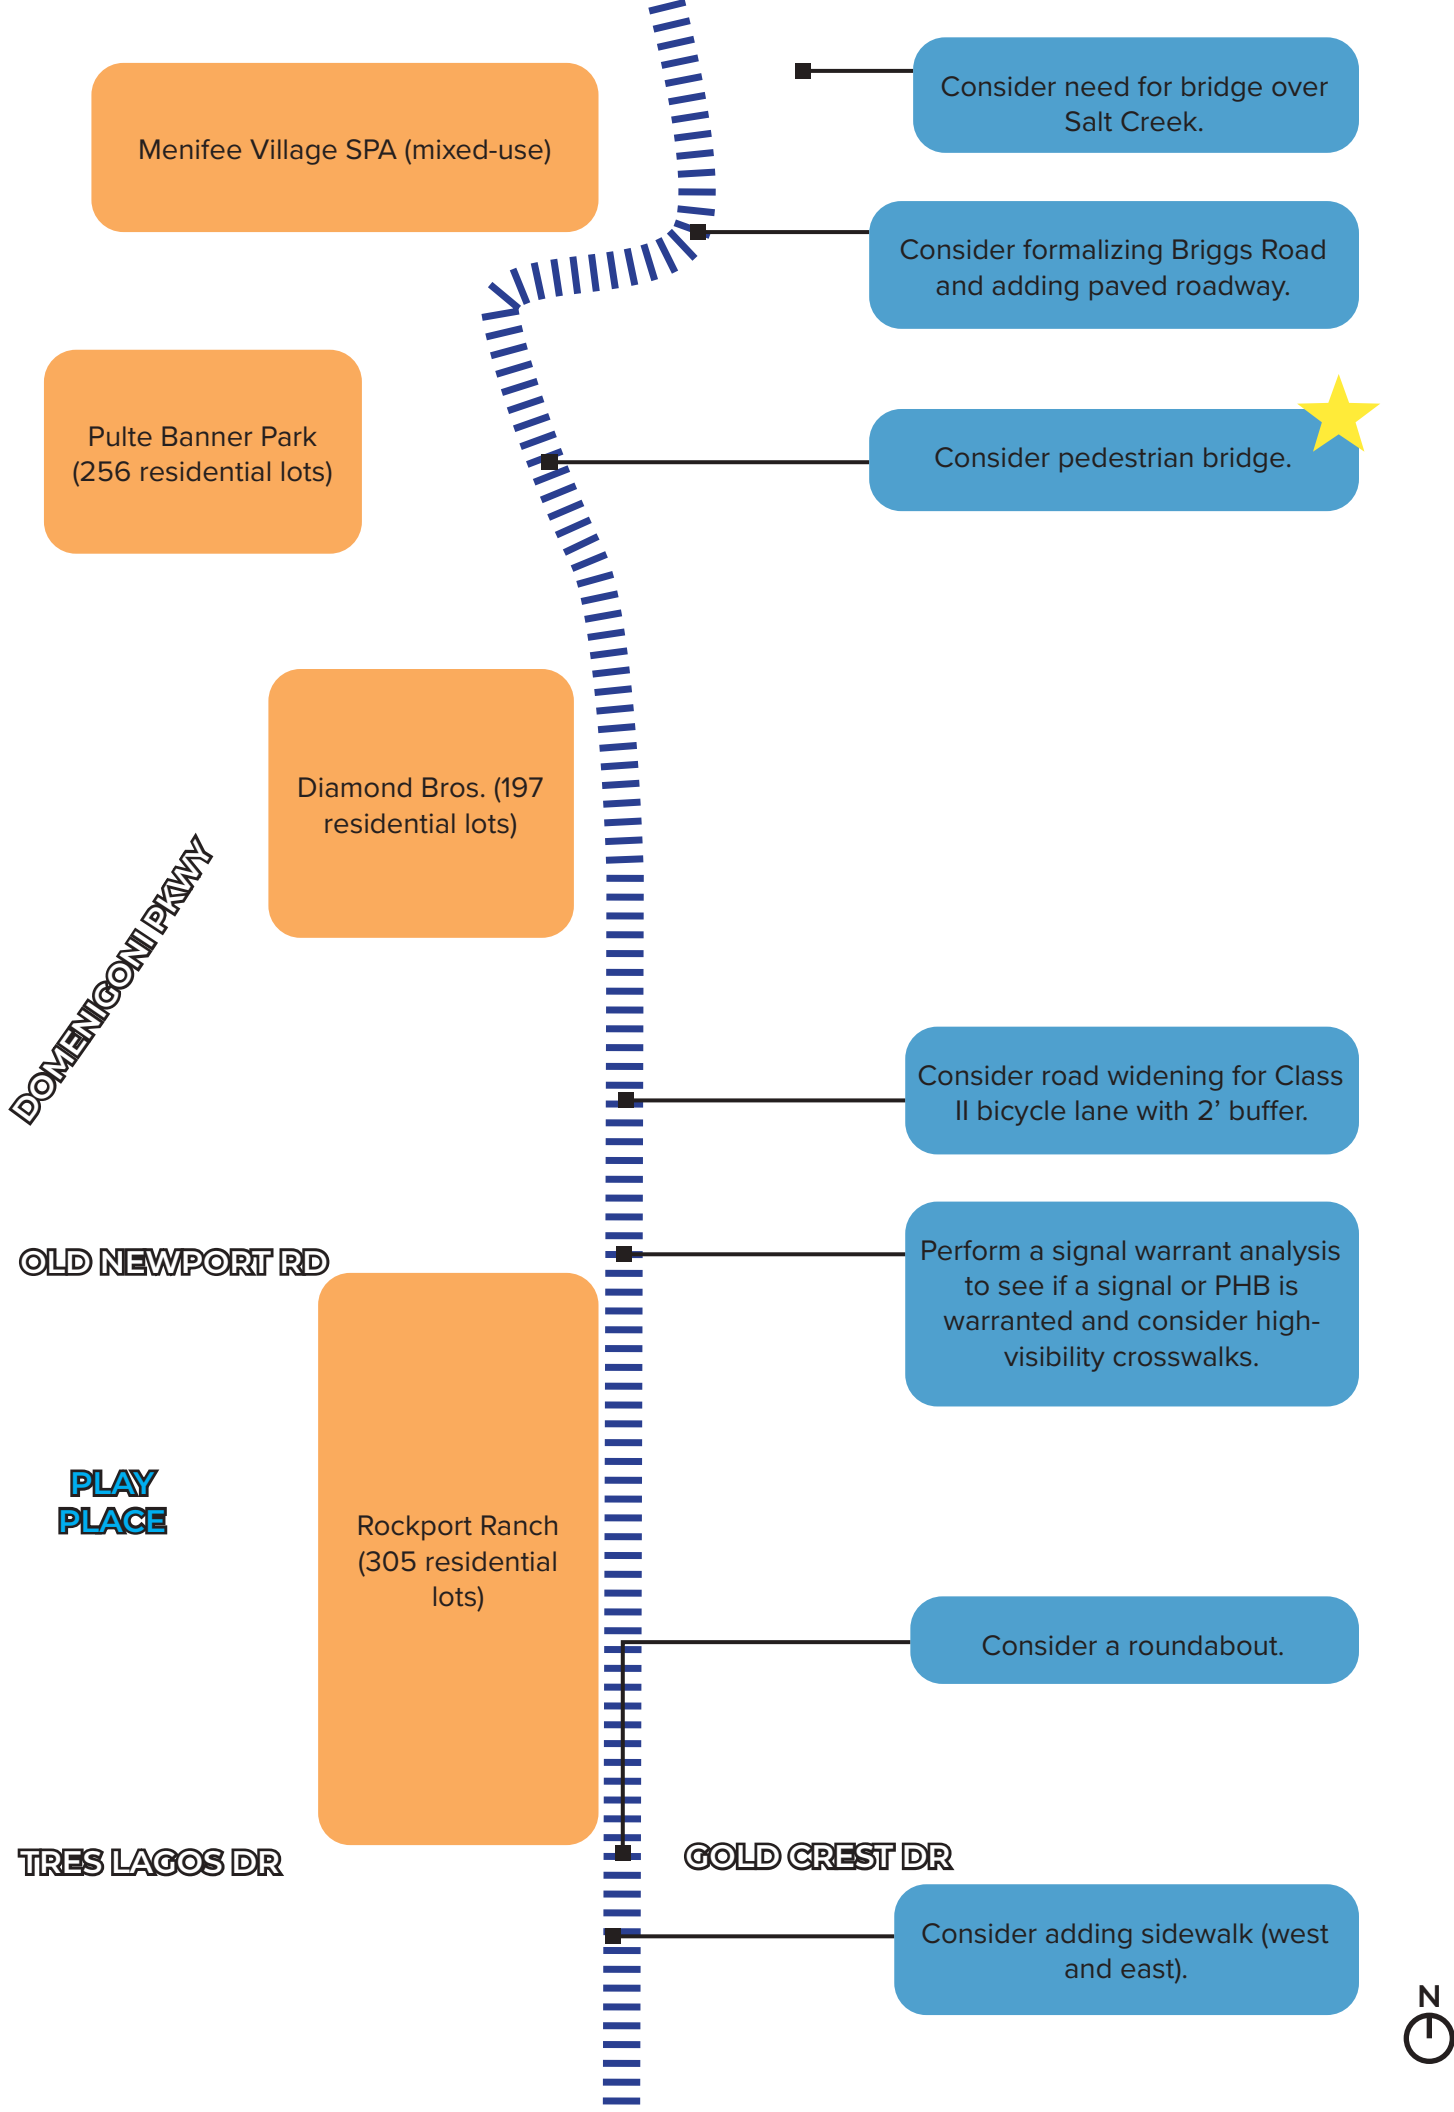 Consider need for bridge over
Salt Creek.
Menifee Village SPA (mixed-use)
Consider formalizing Briggs Road
and adding paved roadway.
Pulte Banner Park
(256 residential lots)
Consider pedestrian bridge.
Diamond Bros. (197
residential lots)
DOMENIGONI PKWY
Consider road widening for Class
II bicycle lane with 2’ buffer.
OLD NEWPORT RD
Perform a signal warrant analysis
to see if a signal or PHB is
warranted and consider high-
visibility crosswalks.
PLAY
PLACE
Rockport Ranch
(305 residential
lots)
Consider a roundabout.
TRES LAGOS DR
GOLD CREST DR
Consider adding sidewalk (west
and east).
N